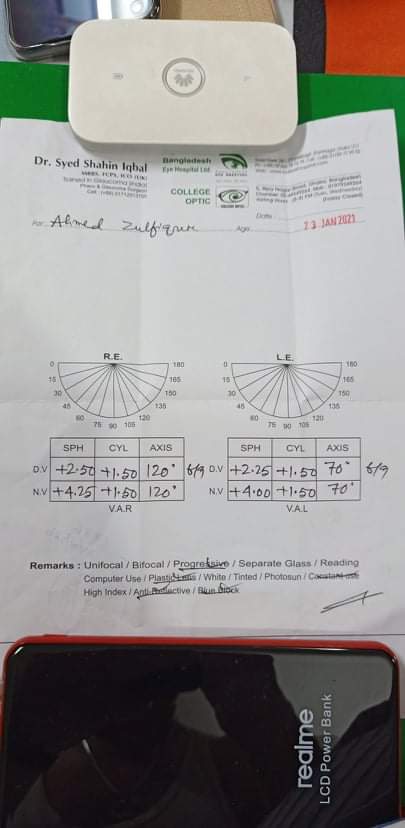 HUAWEI
Dr. Syed Shahin Iqbal
MBBS, FCPS, ICO (UK)
Trained in Glaucoma (India)
Phaco & Glaucoma Surgeon
Bangladesh
Eye Hospital Ltd
COLLEGE
OPTIC
Date
For Ahmed Zulfiqure Age
23 JAN 2021
R.E. L.E.
0 180 0 180
15 165 15 165
30 150 30 150
45 135 45 135
60 120 60 120
75 90 105 75 90 105
SPH CYL AXIS SPH CYL AXIS
D.V +2.50 +1.50 120° 6/9 D.V +2.25 +1.50 70° 6/9
N.V +4.25 +1.50 120° N.V +4.00 +1.50 70°
V.A.R V.A.L
Remarks : Unifocal / Bifocal / Progressive / Separate Glass / Reading
Computer Use / Plastic Lens / White / Tinted / Photosun / Constant use
High Index / Anti-Reflective / Blue Block
realme
LCD Power Bank